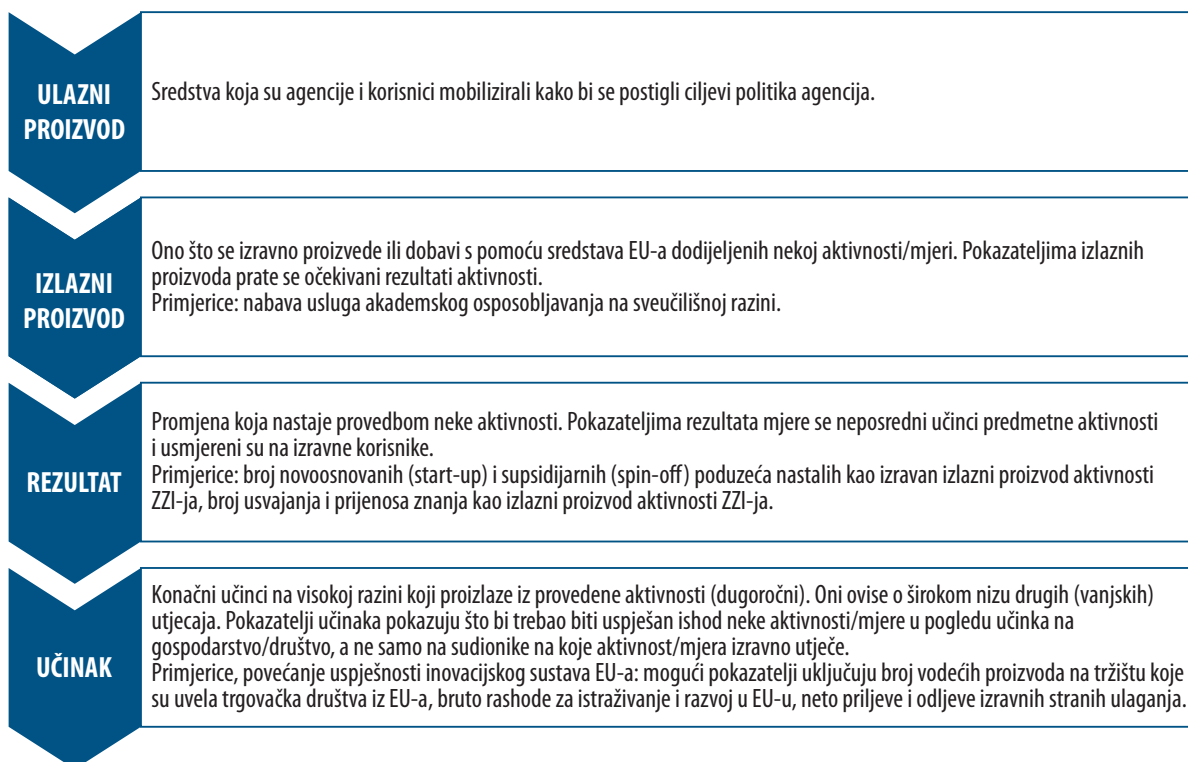 ULAZNI
PROIZVOD
Sredstva koja su agencije i korisnici mobilizirali kako bi se postigli ciljevi politika agencija.
IZLAZNI
PROIZVOD
Ono što se izravno proizvede ili dobavi s pomoću sredstava EU-a dodijeljenih nekoj aktivnosti/mjeri. Pokazateljima izlaznih
proizvoda prate se očekivani rezultati aktivnosti.
Primjerice: nabava usluga akademskog osposobljavanja na sveučilišnoj razini.
REZULTAT
Promjena koja nastaje provedbom neke aktivnosti. Pokazateljima rezultata mjere se neposredni učinci predmetne aktivnosti
i usmjereni su na izravne korisnike.
Primjerice: broj novoosnovanih (start-up) i supsidijarnih (spin-off) poduzeća nastalih kao izravan izlazni proizvod aktivnosti
ZZI-ja, broj usvajanja i prijenosa znanja kao izlazni proizvod aktivnosti ZZI-ja.
UČINAK
Konačni učinci na visokoj razini koji proizlaze iz provedene aktivnosti (dugoročni). Oni ovise o širokom nizu drugih (vanjskih)
utjecaja. Pokazatelji učinaka pokazuju što bi trebao biti uspješan ishod neke aktivnosti/mjere u pogledu učinka na
gospodarstvo/društvo, a ne samo na sudionike na koje aktivnost/mjera izravno utječe.
Primjerice, povećanje uspješnosti inovacijskog sustava EU-a: mogući pokazatelji uključuju broj vodećih proizvoda na tržištu koje
su uvela trgovačka društva iz EU-a, bruto rashode za istraživanje i razvoj u EU-u, neto priljeve i odljeve izravnih stranih ulaganja.